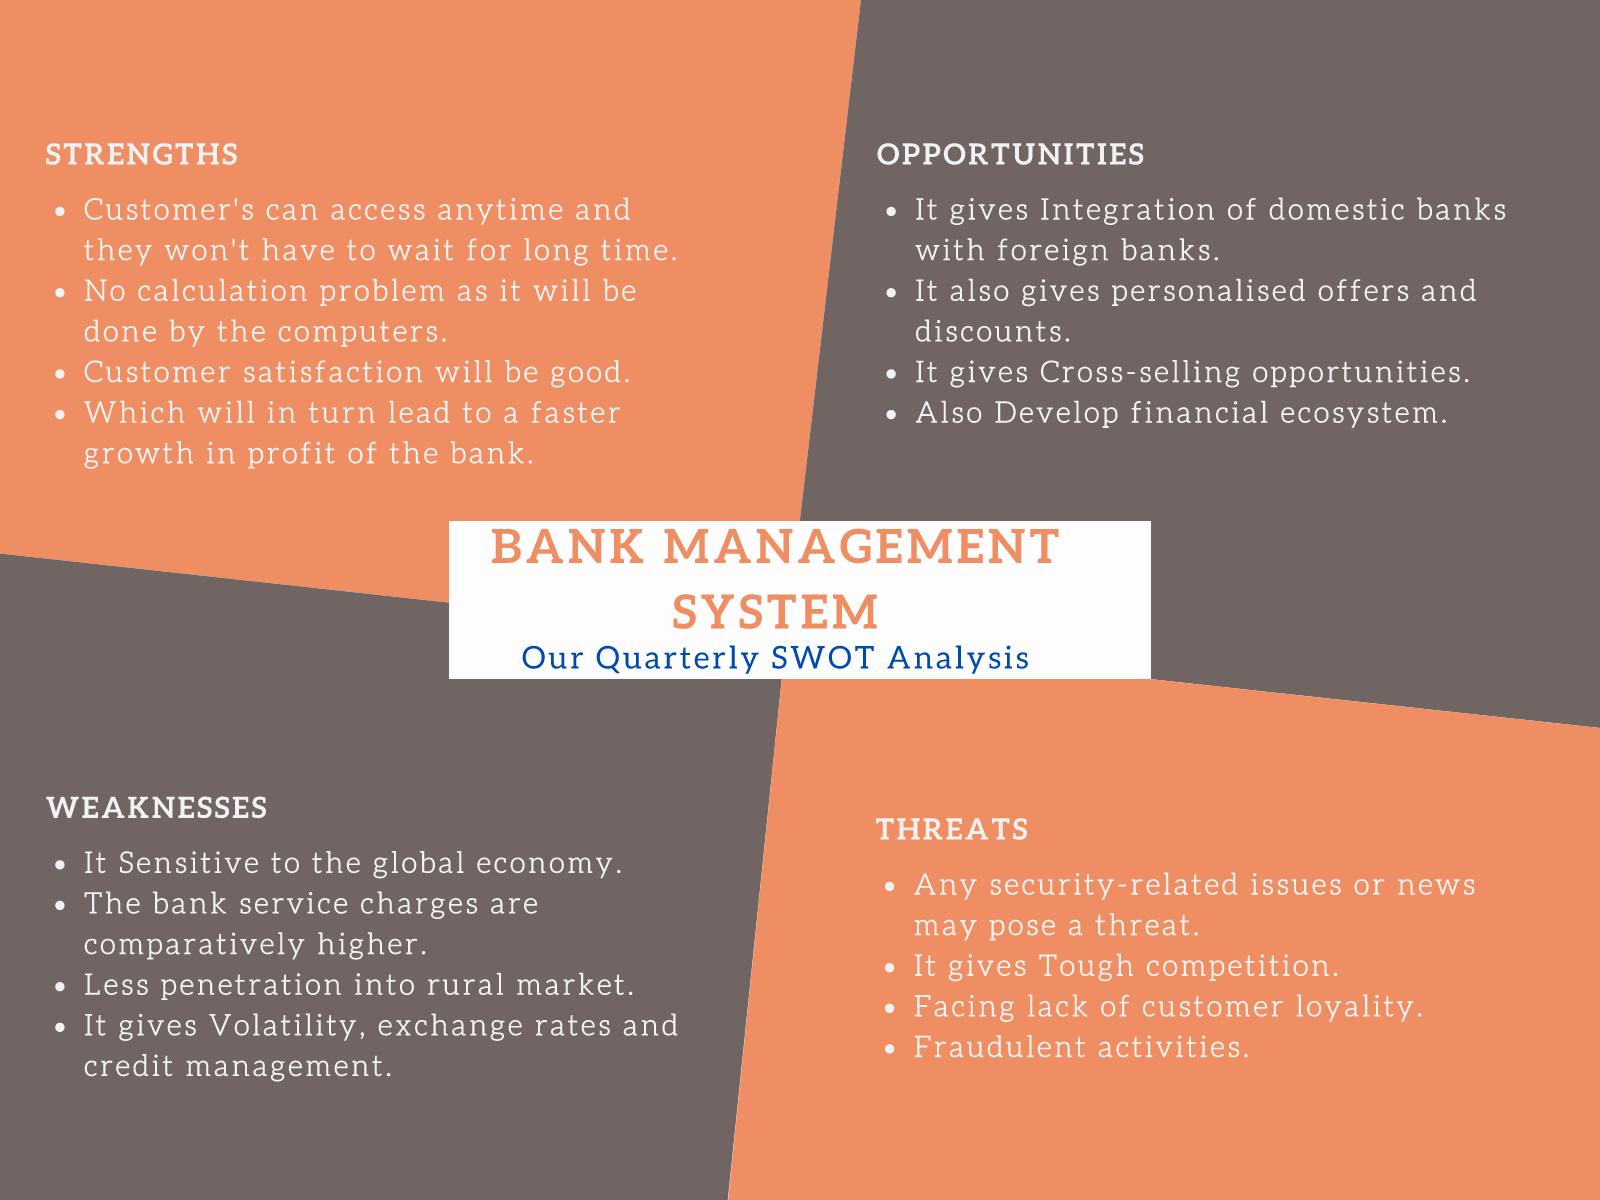 STRENGTHS
• Customer's can access anytime and
they won't have to wait for long time.
• No calculation problem as it will be
done by the computers.
• Customer satisfaction will be good.
• Which will in turn lead to a faster
growth in profit of the bank.
OPPORTUNITIES
• It gives Integration of domestic banks
with foreign banks.
• It also gives personalised offers and
discounts.
• It gives Cross-selling opportunities.
• Also Develop financial ecosystem.
BANK MANAGEMENT
SYSTEM
Our Quarterly SWOT Analysis
WEAKNESSES
• It Sensitive to the global economy.
• The bank service charges are
comparatively higher.
• Less penetration into rural market.
• It gives Volatility, exchange rates and
credit management.
THREATS
• Any security-related issues or news
may pose a threat.
• It gives Tough competition.
• Facing lack of customer loyality.
• Fraudulent activities.